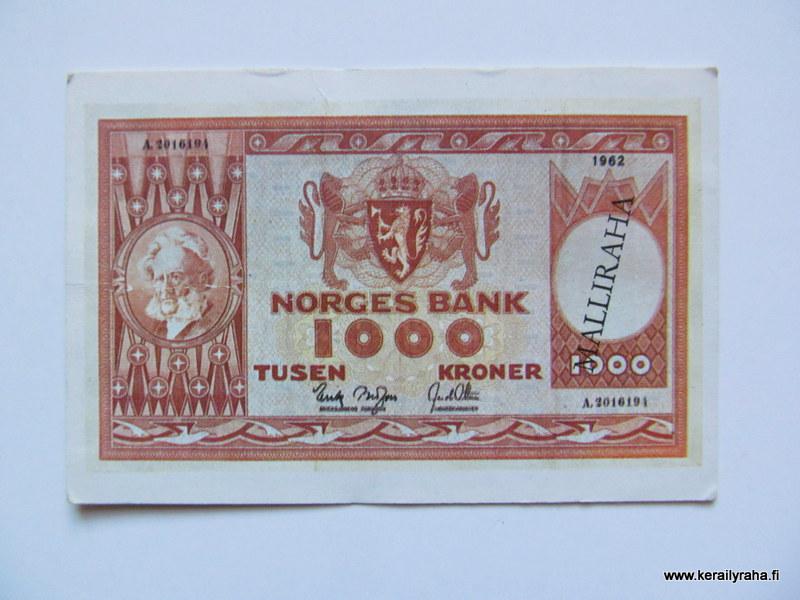 A.2016194
1962
NORGES BANK
1000
TUSEN KRONER
MALLIRAHA
1000
A.2016194
www.kerailyraha.fi